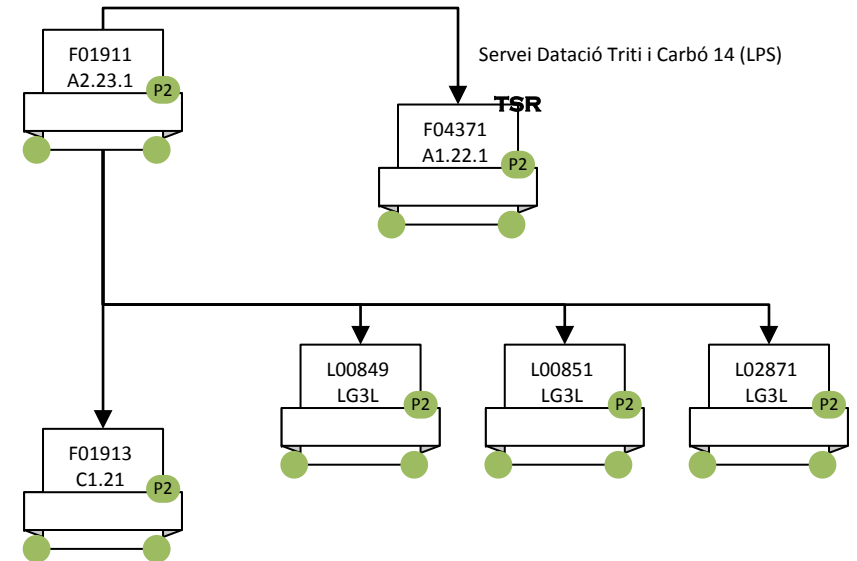 F01911
A2.23.1
P2
Servei Datació Triti i Carbó 14 (LPS)
TSR
F04371
A1.22.1
P2
L00849
LG3L
P2
L00851
LG3L
P2
L02871
LG3L
P2
F01913
C1.21
P2